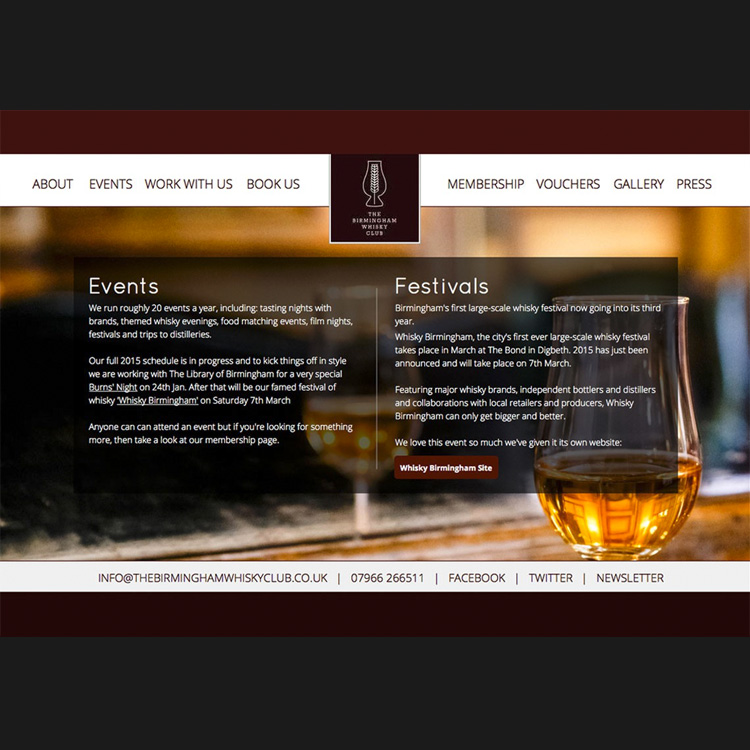 ABOUT EVENTS WORK WITH US BOOK US
THE
BIRMINGHAM
WHISKY
CLUB
MEMBERSHIP VOUCHERS GALLERY PRESS
Events
We run roughly 20 events a year, including: tasting nights with
brands, themed whisky evenings, food matching events, film nights,
festivals and trips to distilleries.
Our full 2015 schedule is in progress and to kick things off in style
we are working with The Library of Birmingham for a very special
Burns' Night on 24th Jan. After that will be our famed festival of
whisky 'Whisky Birmingham' on Saturday 7th March
Anyone can can attend an event but if you're looking for something
more, then take a look at our membership page.
Festivals
Birmingham's first large-scale whisky festival now going into its third
year.
Whisky Birmingham, the city's first ever large-scale whisky festival
takes place in March at The Bond in Digbeth. 2015 has just been
announced and will take place on 7th March.
Featuring major whisky brands, independent bottlers and distillers
and collaborations with local retailers and producers, Whisky
Birmingham can only get bigger and better.
We love this event so much we've given it its own website:
Whisky Birmingham Site
INFO@THEBIRMINGHAMWHISKYCLUB.CO.UK | 07966 266511 | FACEBOOK | TWITTER | NEWSLETTER